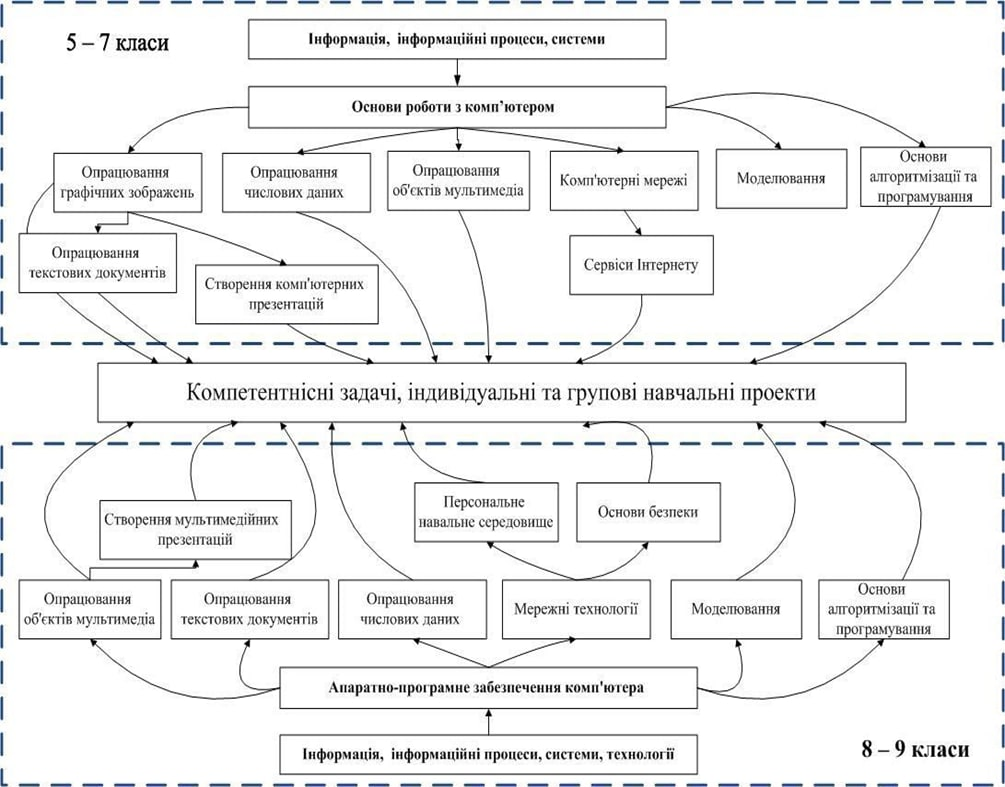 5 – 7 класи
Інформація, інформаційні процеси, системи
Основи роботи з комп’ютером
Опрацювання
графічних зображень
Опрацювання
числових даних
Опрацювання
об'єктів мультимедіа
Комп'ютерні мережі
Моделювання
Основи
алгоритмізації та
програмування
Опрацювання
текстових документів
Створення комп'ютерних
презентацій
Сервіси Інтернету
Компетентнісні задачі, індивідуальні та групові навчальні проекти
Створення мультимедійних
презентацій
Персональне
навальне середовище
Основи безпеки
Опрацювання
об'єктів мультимедіа
Опрацювання
текстових документів
Опрацювання
числових даних
Мережні технології
Моделювання
Основи
алгоритмізації та
програмування
Апаратно-програмне забезпечення комп'ютера
Інформація, інформаційні процеси, системи, технології
8 – 9 класи